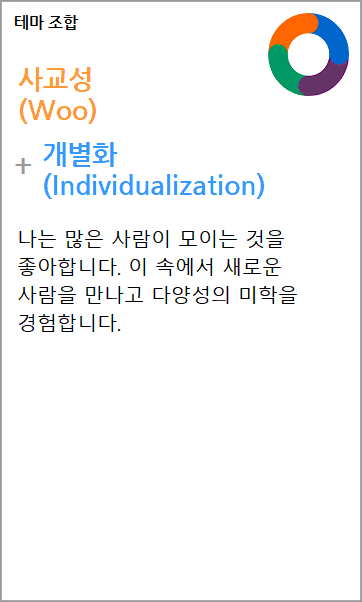 테마 조합
사교성
(Woo)
+ 개별화
(Individualization)
나는 많은 사람이 모이는 것을
좋아합니다. 이 속에서 새로운
사람을 만나고 다양성의 미학을
경험합니다.